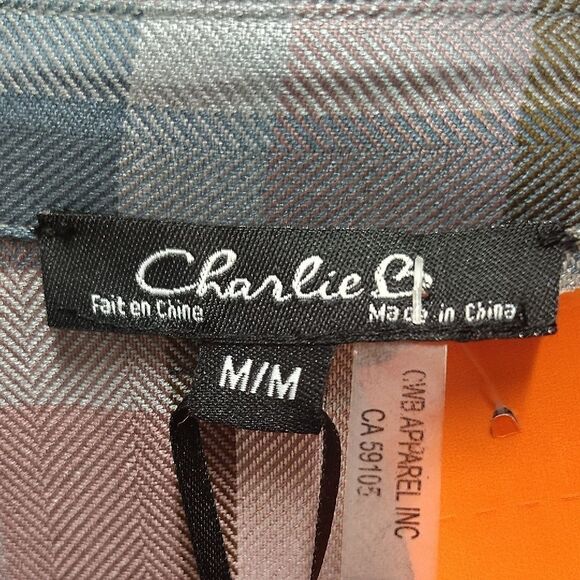 Charlie B
Fait en Chine
Made in China
M/M
CWB APPAREL INC
CA 59105